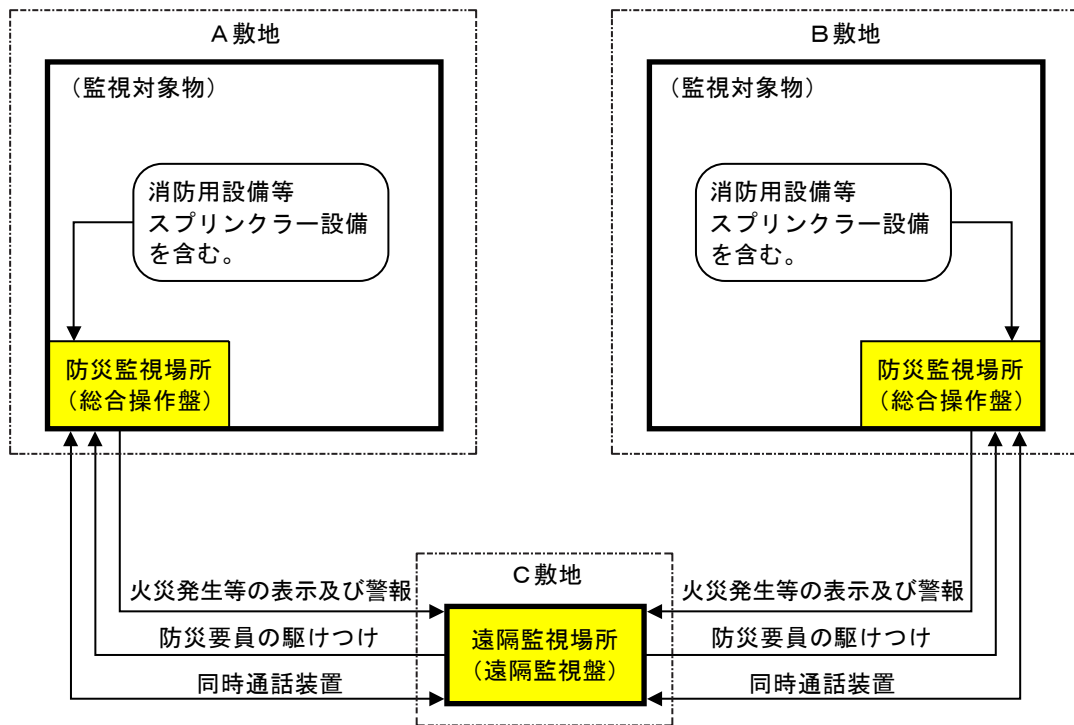 A敷地
(監視対象物)
消防用設備等
スプリンクラー設備
を含む。
防災監視場所
(総合操作盤)
B敷地
(監視対象物)
消防用設備等
スプリンクラー設備
を含む。
防災監視場所
(総合操作盤)
C敷地
火災発生等の表示及び警報
防災要員の駆けつけ
同時通話装置
遠隔監視場所
(遠隔監視盤)
火災発生等の表示及び警報
防災要員の駆けつけ
同時通話装置